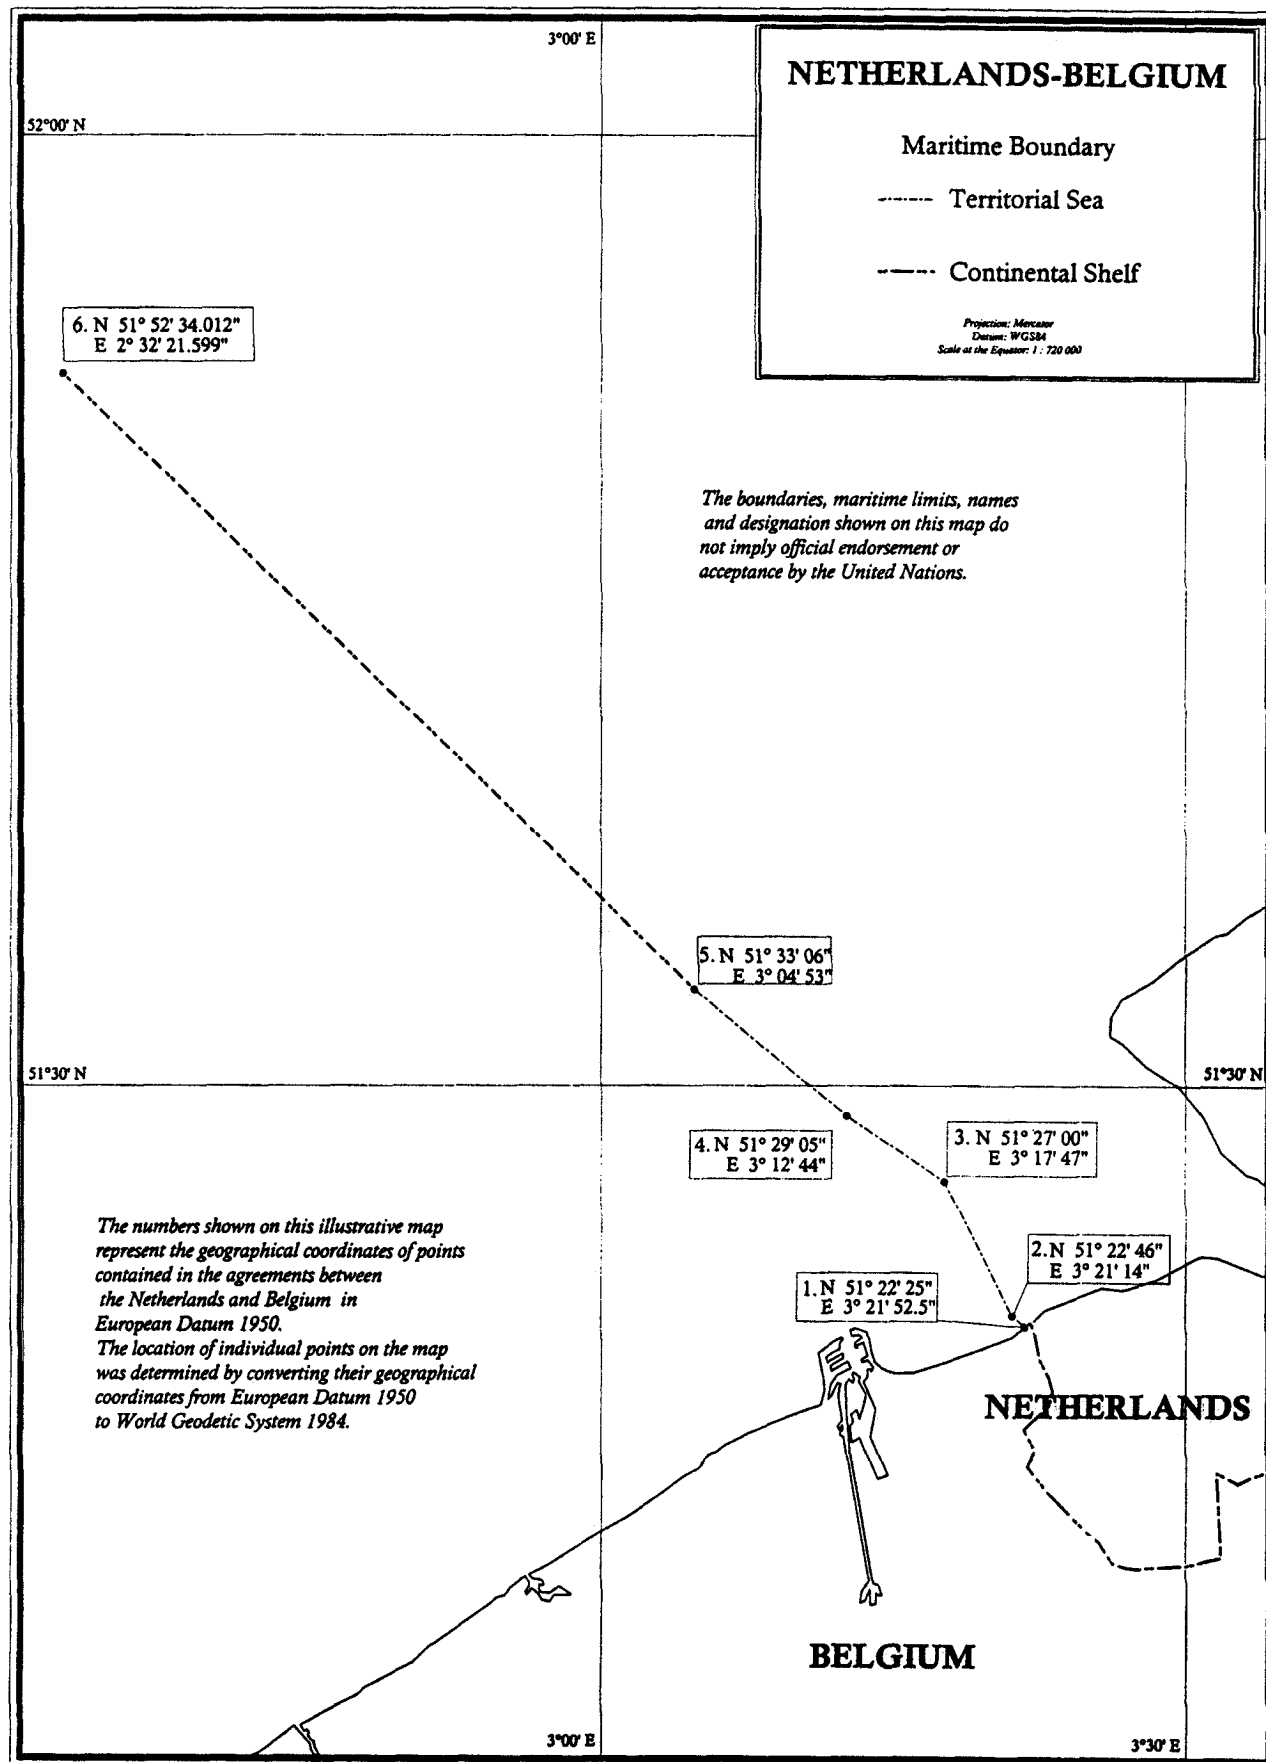 3°00' E
NETHERLANDS-BELGIUM
52°00' N
Maritime Boundary
Territorial Sea
Continental Shelf
Projection: Mercator
Datum: WGS84
Scale at the Equator: 1 : 720 000
6. N 51° 52' 34.012"
E 2° 32' 21.599"
The boundaries, maritime limits, names
and designation shown on this map do
not imply official endorsement or
acceptance by the United Nations.
5. N 51° 33' 06"
E 3° 04' 53"
51°30' N
51°30' N
4. N 51° 29' 05"
E 3° 12' 44"
3. N 51° 27' 00"
E 3° 17' 47"
The numbers shown on this illustrative map
represent the geographical coordinates of points
contained in the agreements between
the Netherlands and Belgium in
European Datum 1950.
The location of individual points on the map
was determined by converting their geographical
coordinates from European Datum 1950
to World Geodetic System 1984.
2. N 51° 22' 46"
E 3° 21' 14"
1. N 51° 22' 25"
E 3° 21' 52.5"
NETHERLANDS
BELGIUM
3°00' E
3°30' E